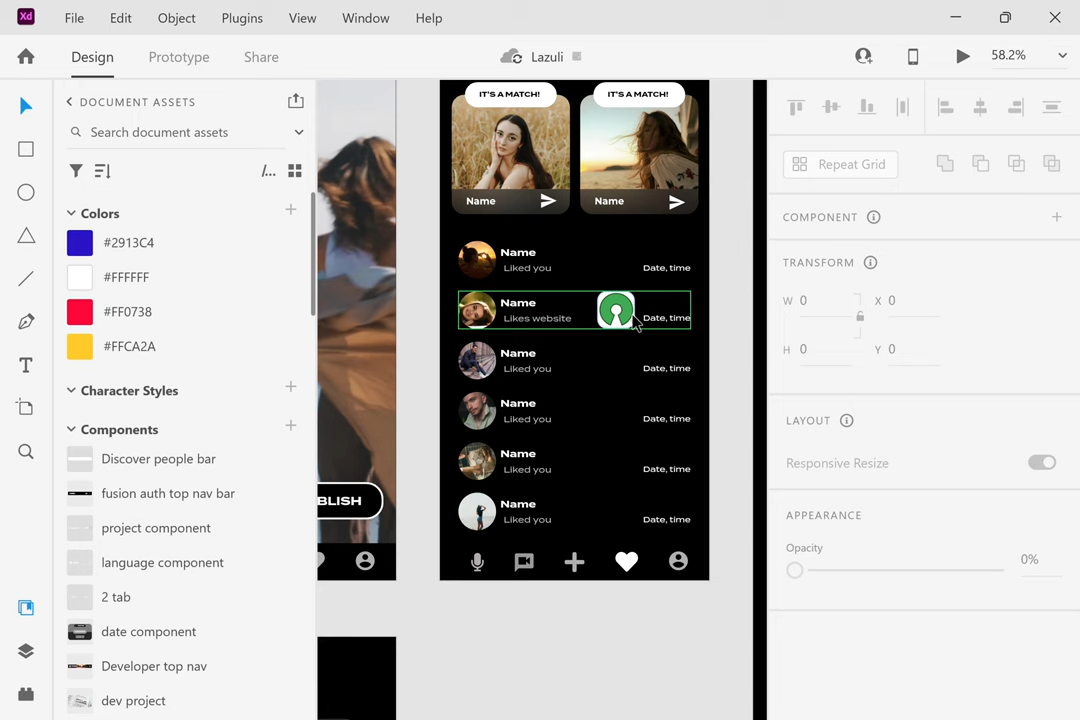 Xd File Edit Object Plugins View Window Help
Design Prototype Share Lazuli 58.2%
DOCUMENT ASSETS
Search document assets
/...
Colors
#2913C4
#FFFFFF
#FF0738
#FFCA2A
Character Styles
Components
Discover people bar
fusion auth top nav bar
project component
language component
2 tab
date component
Developer top nav
dev project
BLISH
IT'S A MATCH! IT'S A MATCH!
Name Name
Name
Liked you Date, time
Name
Likes website Date, time
Name
Liked you Date, time
Name
Liked you Date, time
Name
Liked you Date, time
Name
Liked you Date, time
Repeat Grid
COMPONENT
TRANSFORM
W 0 X 0
H 0 Y 0
LAYOUT
Responsive Resize
APPEARANCE
Opacity
0%